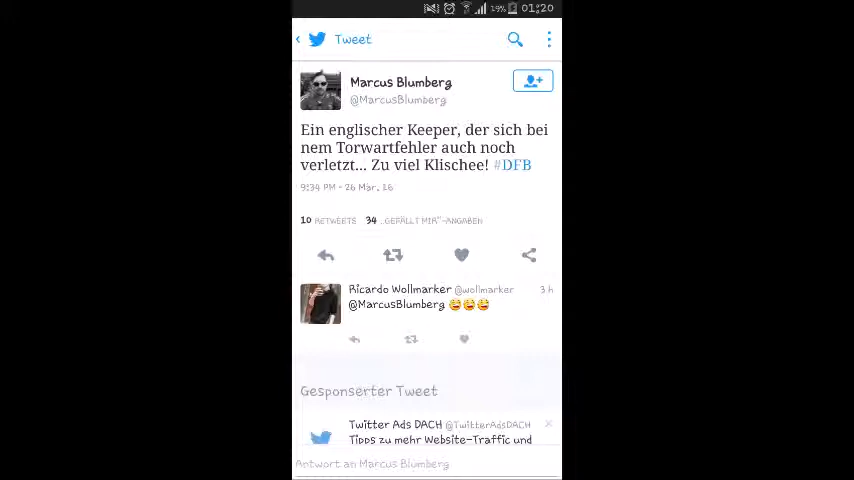 19% 01:20
Tweet
Marcus Blumberg
@MarcusBlumberg
Ein englischer Keeper, der sich bei
nem Torwartfehler auch noch
verletzt... Zu viel Klischee! #DFB
9:34 PM - 26 Mär. 16
10 RETWEETS 34 „GEFÄLLT MIR“-ANGABEN
Ricardo Wollmarker @wollmarker 3 h
@MarcusBlumberg 😂😂😂
Gesponserter Tweet
Twitter Ads DACH @TwitterAdsDACH
Tipps zu mehr Website-Traffic und
Antwort an Marcus Blumberg